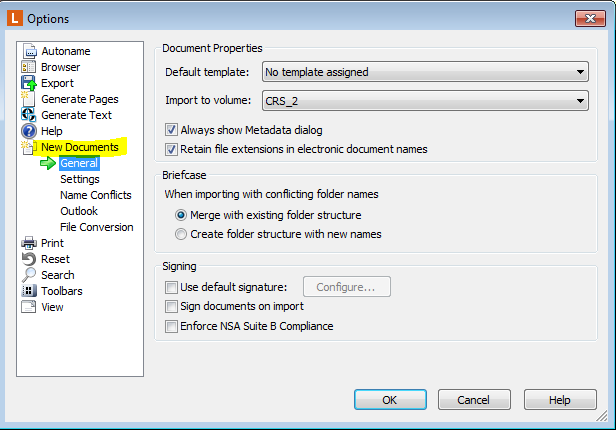 L Options
Autoname
Browser
Export
Generate Pages
Generate Text
Help
New Documents
General
Settings
Name Conflicts
Outlook
File Conversion
Print
Reset
Search
Toolbars
View
Document Properties
Default template: No template assigned
Import to volume: CRS_2
Always show Metadata dialog
Retain file extensions in electronic document names
Briefcase
When importing with conflicting folder names
Merge with existing folder structure
Create folder structure with new names
Signing
Use default signature: Configure...
Sign documents on import
Enforce NSA Suite B Compliance
OK Cancel Help